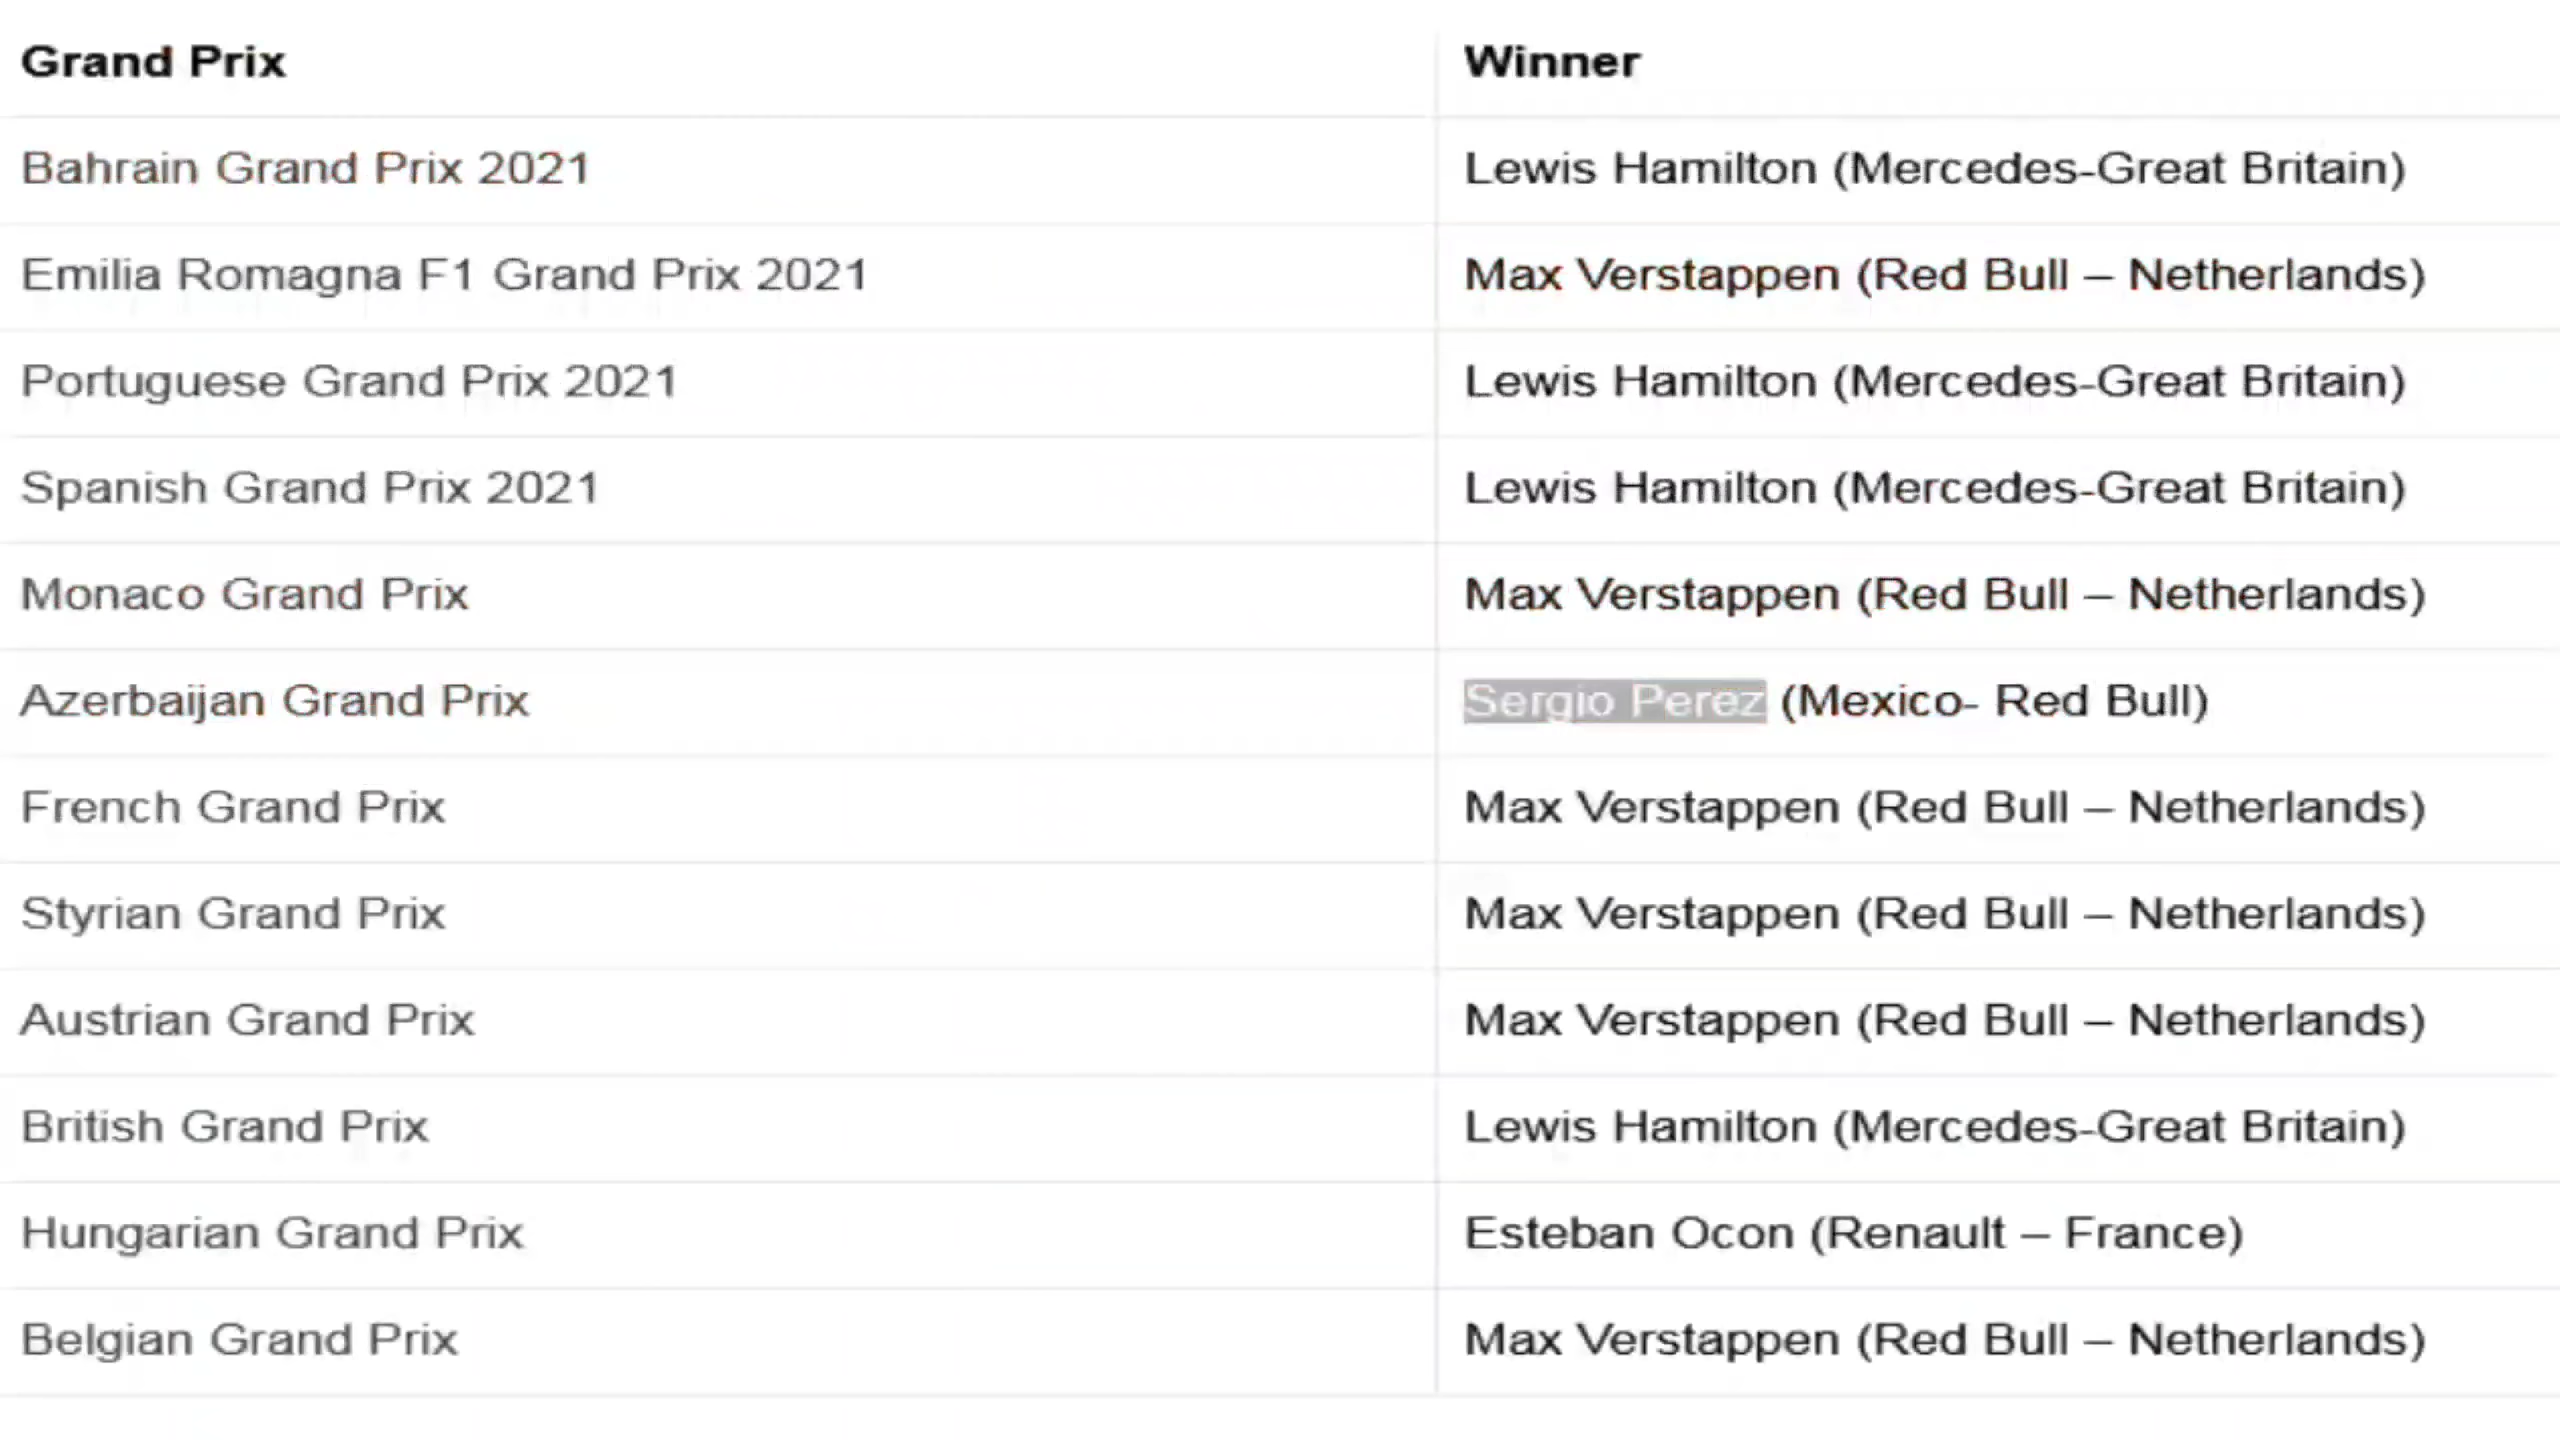 Grand Prix Winner
Bahrain Grand Prix 2021 Lewis Hamilton (Mercedes-Great Britain)
Emilia Romagna F1 Grand Prix 2021 Max Verstappen (Red Bull – Netherlands)
Portuguese Grand Prix 2021 Lewis Hamilton (Mercedes-Great Britain)
Spanish Grand Prix 2021 Lewis Hamilton (Mercedes-Great Britain)
Monaco Grand Prix Max Verstappen (Red Bull – Netherlands)
Azerbaijan Grand Prix Sergio Perez (Mexico- Red Bull)
French Grand Prix Max Verstappen (Red Bull – Netherlands)
Styrian Grand Prix Max Verstappen (Red Bull – Netherlands)
Austrian Grand Prix Max Verstappen (Red Bull – Netherlands)
British Grand Prix Lewis Hamilton (Mercedes-Great Britain)
Hungarian Grand Prix Esteban Ocon (Renault – France)
Belgian Grand Prix Max Verstappen (Red Bull – Netherlands)